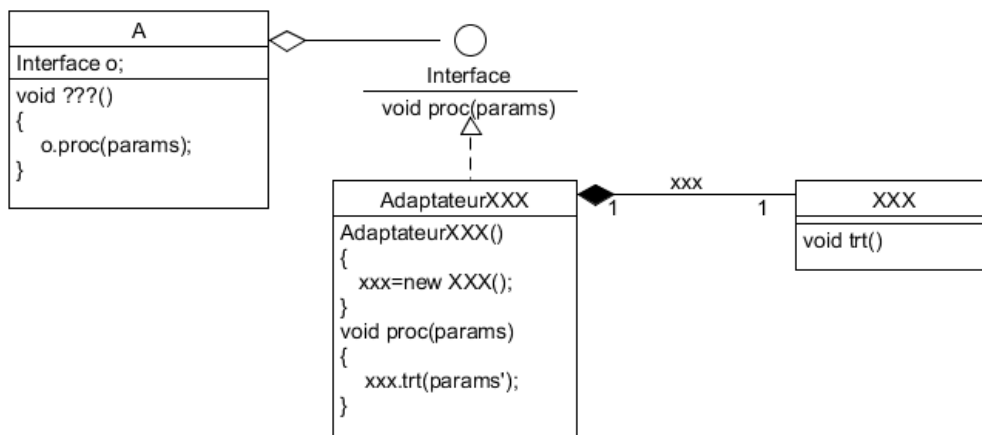 A
Interface o;
void ???()
{
o.proc(params);
}
Interface
void proc(params)
AdaptateurXXX
AdaptateurXXX()
{
xxx=new XXX();
}
void proc(params)
{
xxx.trt(params');
}
xxx
1
1
XXX
void trt()